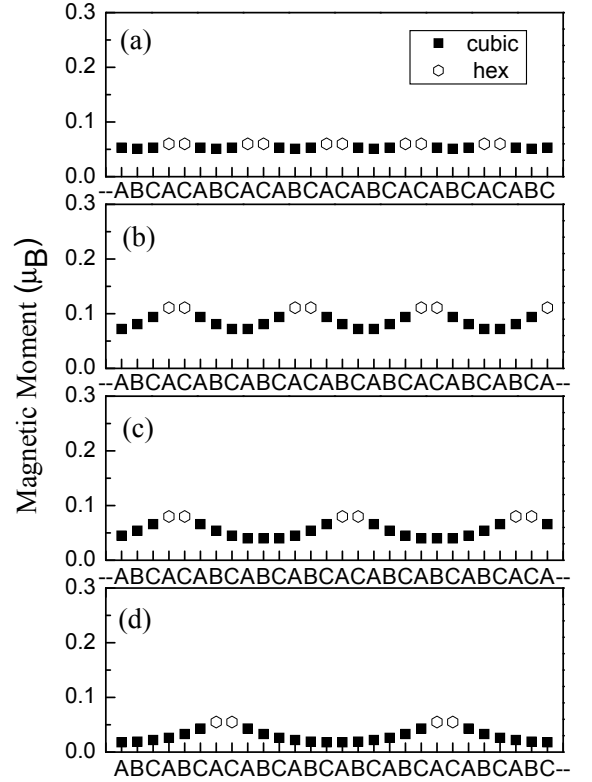 (a)
cubic
hex
0.3
0.2
0.1
0.0
--ABCACABCACABCACABCACABCACABC
(b)
0.3
0.2
0.1
0.0
--ABCACABCABCACABCABCACABCABCA--
(c)
0.3
0.2
0.1
0.0
--ABCACABCABCABCACABCABCABCACA--
(d)
0.3
0.2
0.1
0.0
ABCABCACABCABCABCABCACABCABC--
Magnetic Moment (μB)